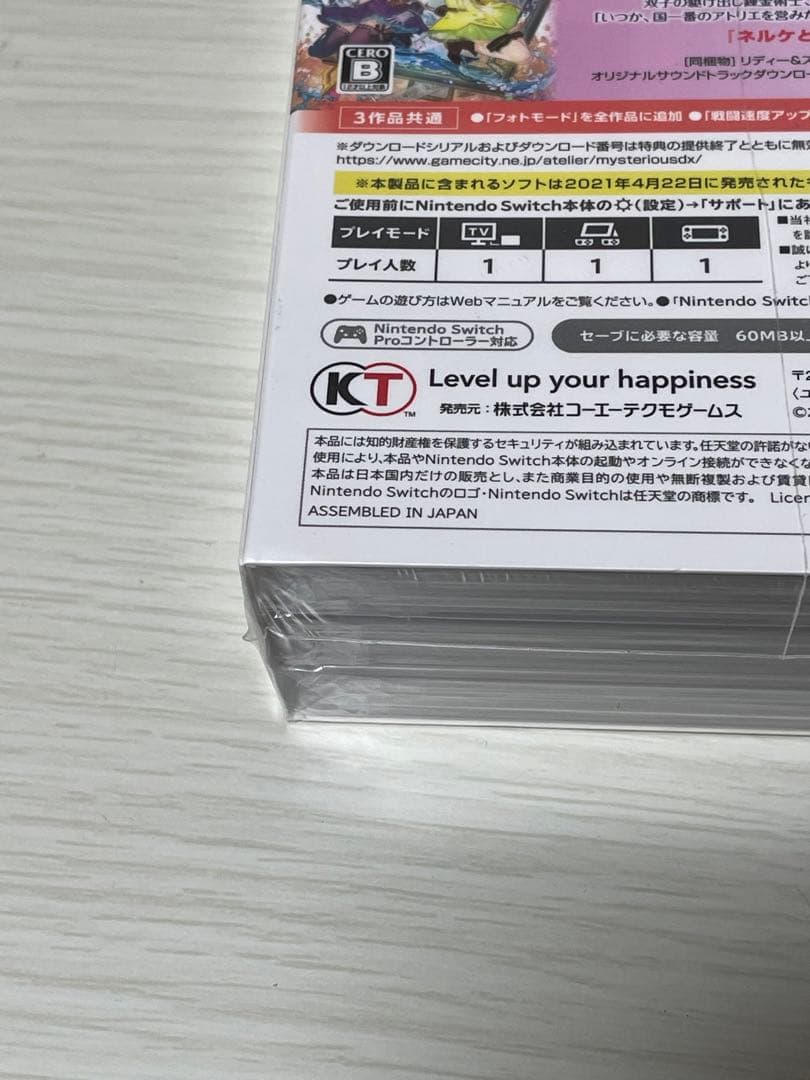 双子の駆け出し錬金術士、
「いつか、国一番のアトリエを営みた
『ネルケと
[同梱物] リディー&ス
オリジナルサウンドトラックダウンロー
CERO
B
3作品共通 ●「フォトモード」を全作品に追加 ●「戦闘速度アップ
※ダウンロードシリアルおよびダウンロード番号は特典の提供終了とともに無効
https://www.gamecity.ne.jp/atelier/mysteriousdx/
※本製品に含まれるソフトは2021年4月22日に発売された
ご使用前にNintendo Switch本体の(設定)→「サポート」にあ
プレイモード TV
プレイ人数 1 1 1
■当社
を
■誠に
より
ご
●ゲームの遊び方はWebマニュアルをご覧ください。●「Nintendo Switch
Nintendo Switch
Proコントローラー対応
セーブに必要な容量 60MB以上
KT™
Level up your happiness
発売元:株式会社コーエーテクモゲームス
〒2
〈ユ
©
本品には知的財産権を保護するセキュリティが組み込まれています。任天堂の許諾がない
使用により、本品やNintendo Switch本体の起動やオンライン接続ができなくな
本品は日本国内だけの販売とし、また商業目的の使用や無断複製および賃貸は
Nintendo Switchのロゴ・Nintendo Switchは任天堂の商標です。 Licen
ASSEMBLED IN JAPAN